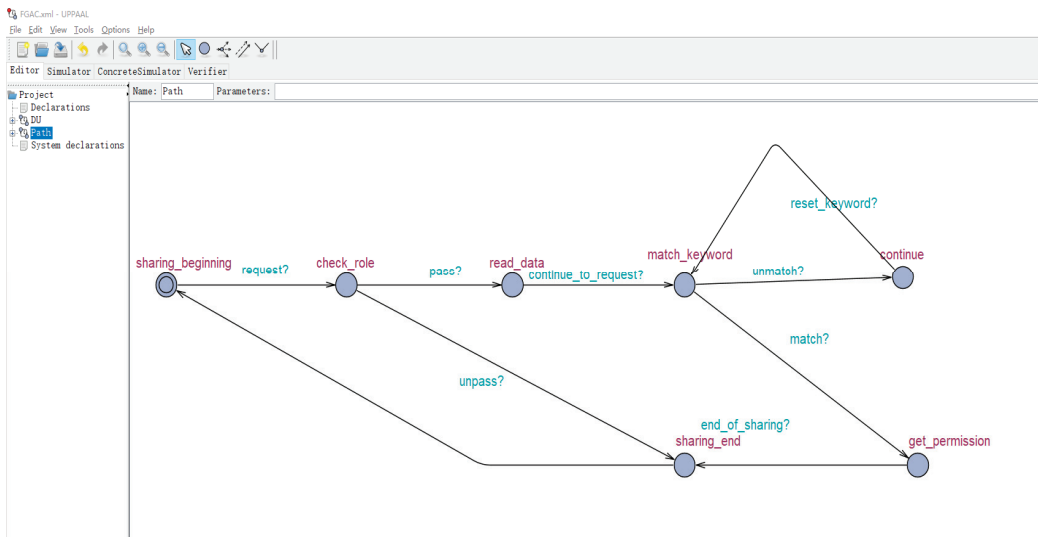 FGAC.xml - UPPAAL
File Edit View Tools Options Help
Editor Simulator ConcreteSimulator Verifier
Name: Path Parameters:
Project
Declarations
DU
Path
System declarations
reset_keyword?
sharing_beginning request? check_role pass? read_data continue_to_request? match_keyword unmatch? continue
match?
unpass?
end_of_sharing?
sharing_end get_permission